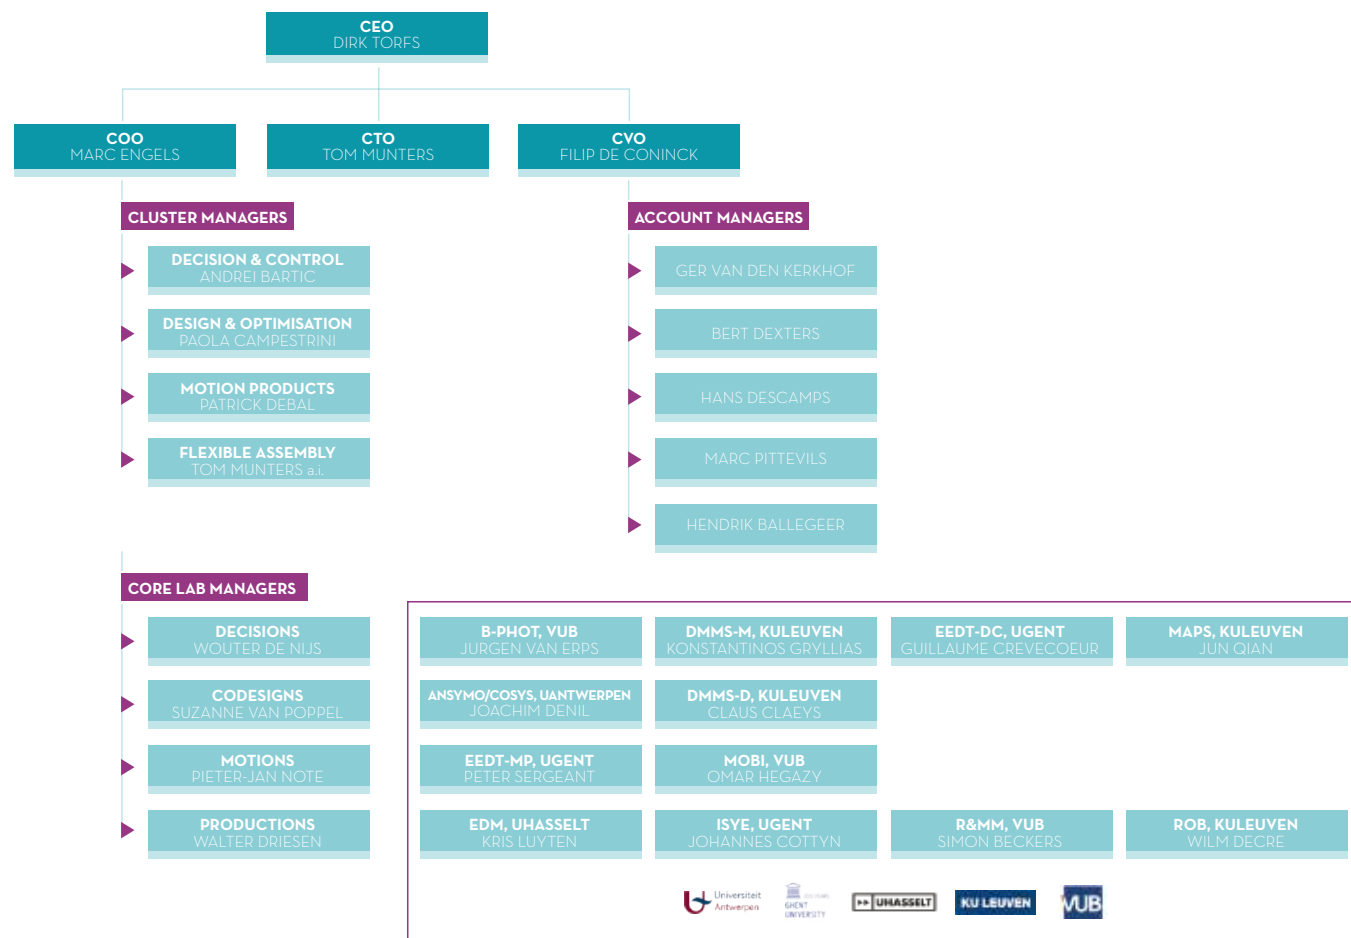 CEO
DIRK TORFS
COO
MARC ENGELS
CTO
TOM MUNTERS
CVO
FILIP DE CONINCK
CLUSTER MANAGERS
DECISION & CONTROL
ANDREI BARTIC
DESIGN & OPTIMISATION
PAOLA CAMPESTRINI
MOTION PRODUCTS
PATRICK DEBAL
FLEXIBLE ASSEMBLY
TOM MUNTERS a.i.
ACCOUNT MANAGERS
GER VAN DEN KERKHOF
BERT DEXTERS
HANS DESCAMPS
MARC PITTEVILS
HENDRIK BALLEGEER
CORE LAB MANAGERS
DECISIONS
WOUTER DE NIJS
B-PHOT, VUB
JURGEN VAN ERPS
DMMS-M, KULEUVEN
KONSTANTINOS GRYLLIAS
EEDT-DC, UGENT
GUILLAUME CREVECOEUR
MAPS, KULEUVEN
JUN QIAN
CODESIGNS
SUZANNE VAN POPPEL
ANSYMO/COSYS, UANTWERPEN
JOACHIM DENIL
DMMS-D, KULEUVEN
CLAUS CLAEYS
MOTIONS
PIETER-JAN NOTE
EEDT-MP, UGENT
PETER SERGEANT
MOBI, VUB
OMAR HEGAZY
PRODUCTIONS
WALTER DRIESEN
EDM, UHASSELT
KRIS LUYTEN
ISYE, UGENT
JOHANNES COTTYN
R&MM, VUB
SIMON BECKERS
ROB, KULEUVEN
WILM DECRE
Universiteit
Antwerpen
GHENT
UNIVERSITY
UHASSELT
KU LEUVEN
VUB